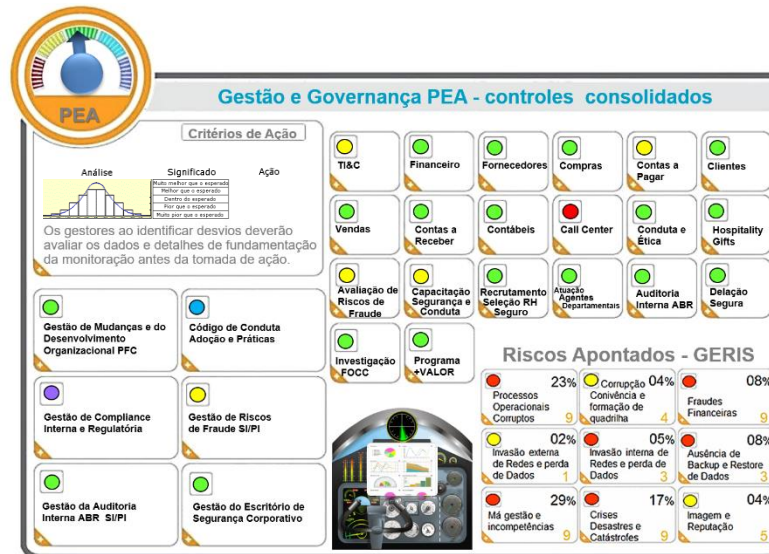 PEA
Gestão e Governança PEA - controles consolidados
Critérios de Ação
Análise
Significado
Ação
Muito melhor que o esperado
Melhor que o esperado
Dentro do esperado
Pior que o esperado
Muito pior que o esperado
Os gestores ao identificar desvios deverão
avaliar os dados e detalhes de fundamentação
da monitoração antes da tomada de ação.
TI&C
Financeiro
Fornecedores
Compras
Contas a
Pagar
Clientes
Vendas
Contas a
Receber
Contábeis
Call Center
Conduta e
Ética
Hospitality
Gifts
Avaliação de
Riscos de
Fraude
Capacitação
Segurança e
Conduta
Recrutamento
Seleção RH
Seguro
Atuação
Agentes
Departamentais
Auditoria
Interna ABR
Delação
Segura
Investigação
FOCC
Programa
+VALOR
Gestão de Mudanças e do
Desenvolvimento
Organizacional PFC
Código de Conduta
Adoção e Práticas
Gestão de Compliance
Interna e Regulatória
Gestão de Riscos
de Fraude SI/PI
Gestão da Auditoria
Interna ABR SI/PI
Gestão do Escritório de
Segurança Corporativo
Riscos Apontados - GERIS
23%
Processos
Operacionais
Corruptos
9
04%
Corrupção
Conivência e
formação de
quadrilha
4
08%
Fraudes
Financeiras
9
02%
Invasão externa
de Redes e perda
de Dados
1
05%
Invasão interna de
Redes e perda de
Dados
3
08%
Ausência de
Backup e Restore
de Dados
3
29%
Má gestão e
incompetências
9
17%
Crises
Desastres e
Catástrofes
9
04%
Imagem e
Reputação
5